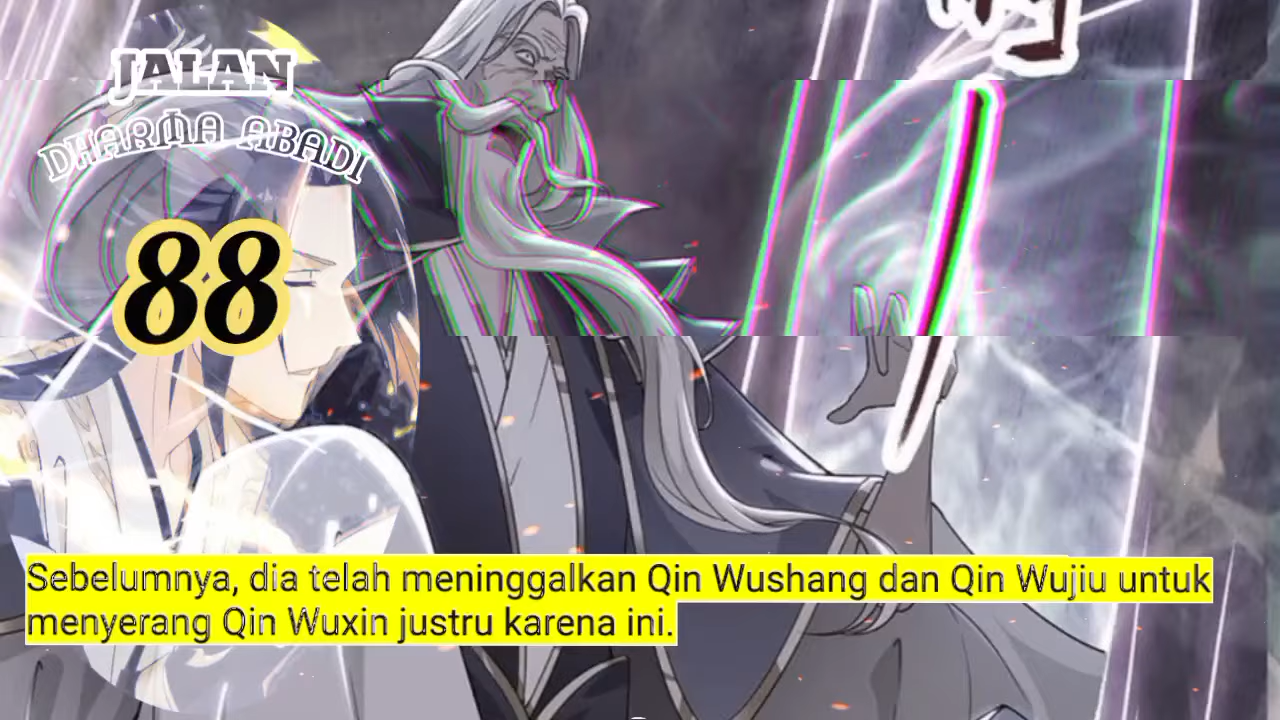 JALAN
DHARMA ABADI
88
Sebelumnya, dia telah meninggalkan Qin Wushang dan Qin Wujiu untuk
menyerang Qin Wuxin justru karena ini.